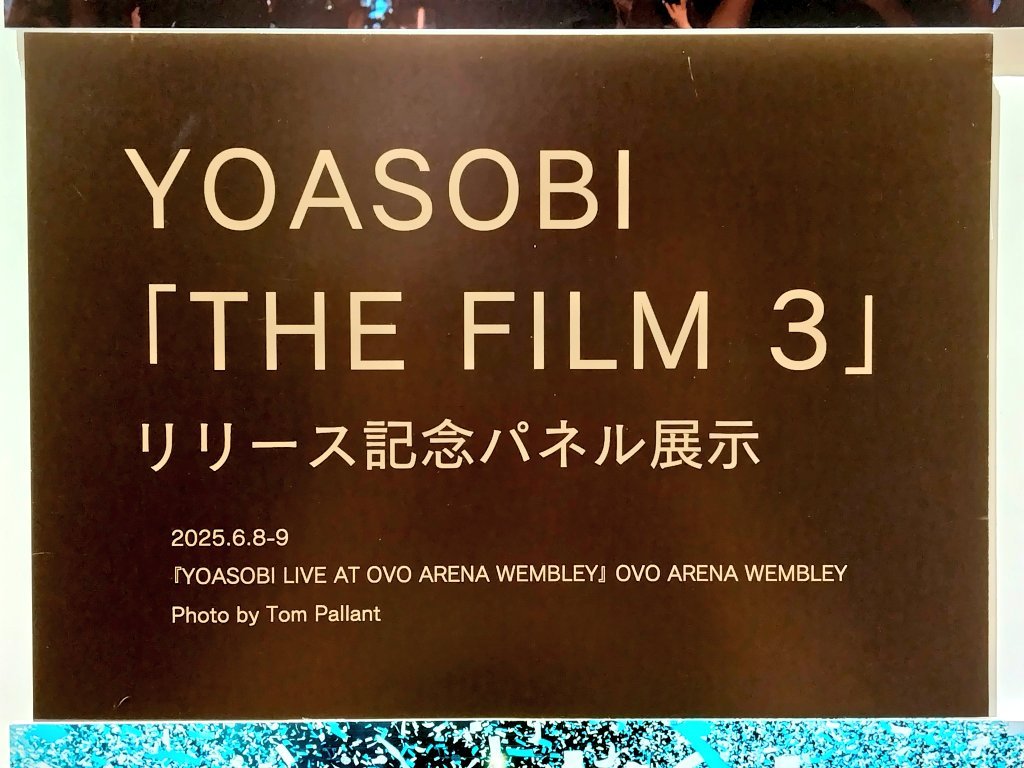 YOASOBI
「THE FILM 3」
リリース記念パネル展示
2025.6.8-9
『YOASOBI LIVE AT OVO ARENA WEMBLEY』 OVO ARENA WEMBLEY
Photo by Tom Pallant